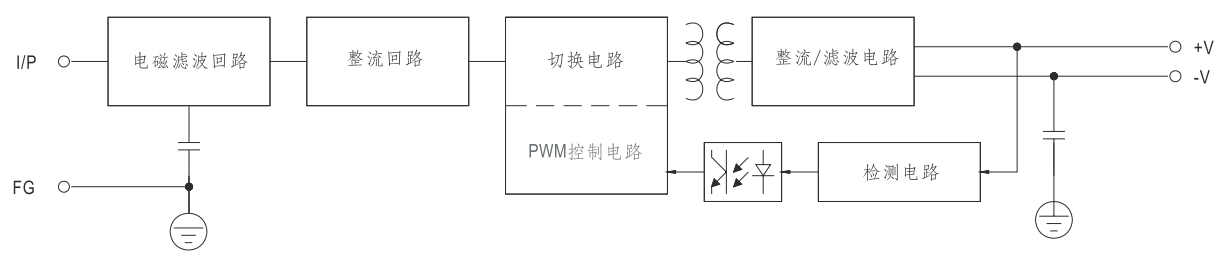 I/P
电磁滤波回路
整流回路
切换电路
整流/滤波电路
+V
-V
PWM控制电路
检测电路
FG